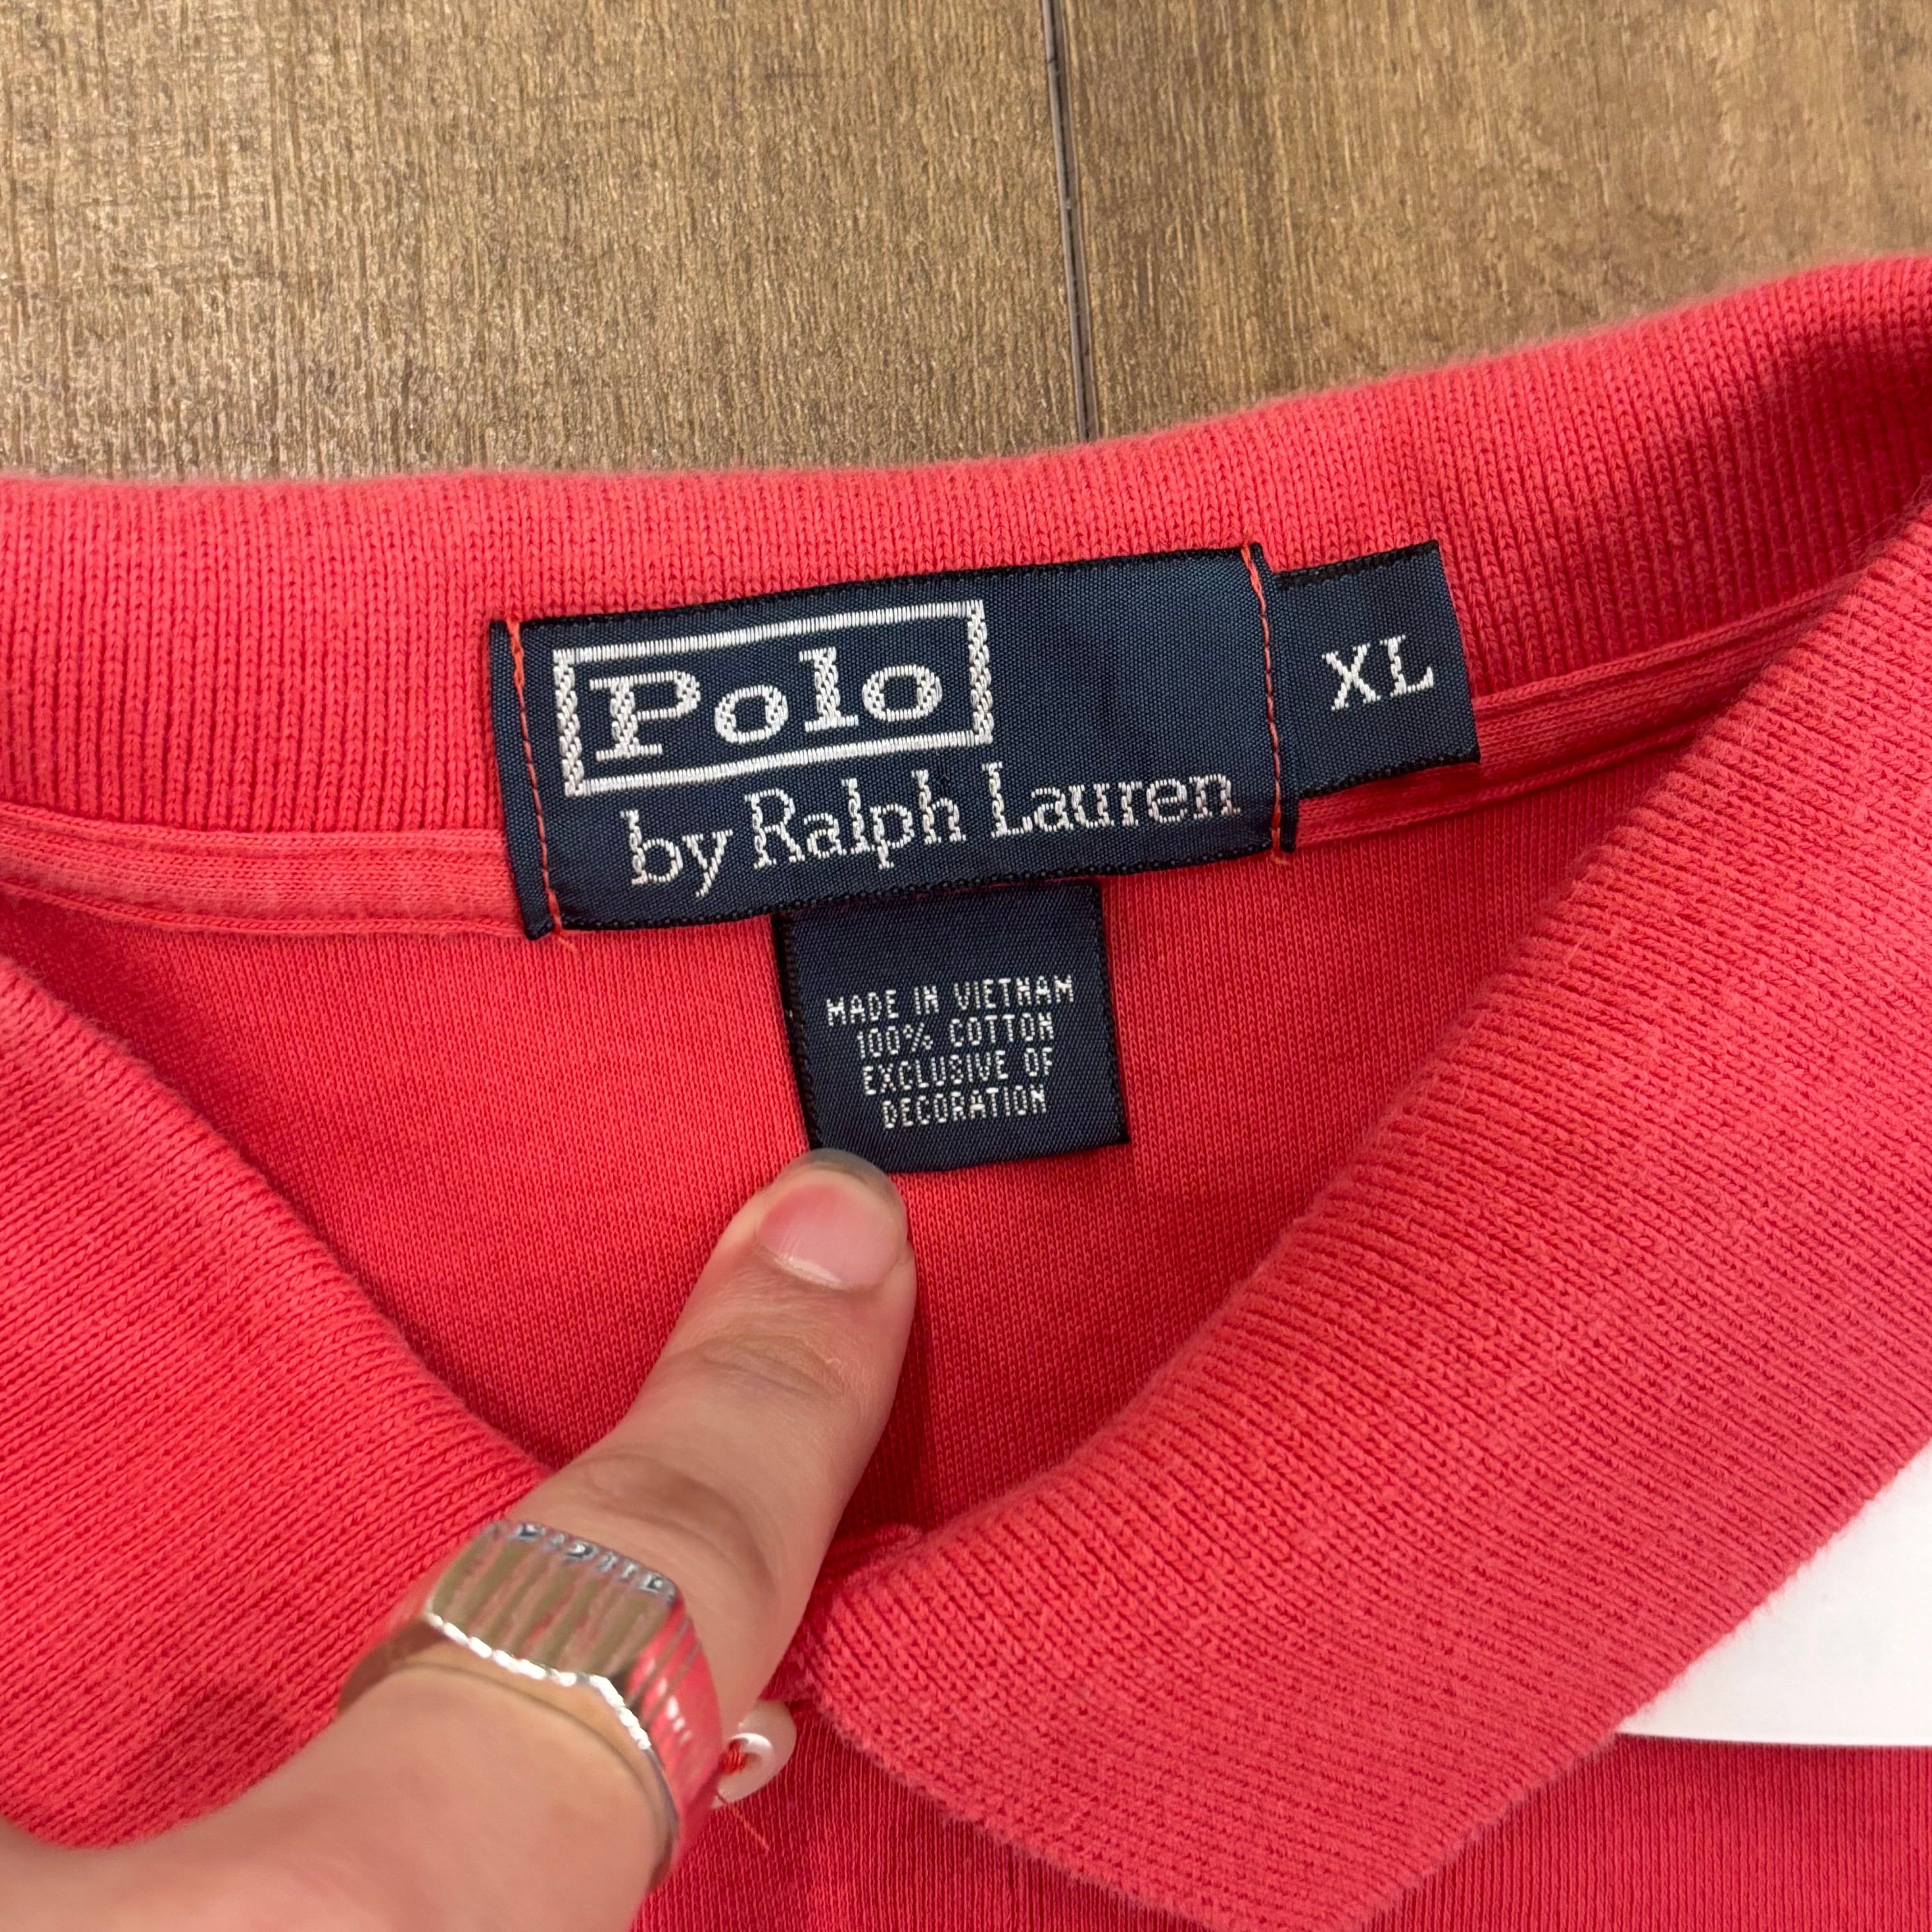 Polo
by Ralph Lauren
XL
MADE IN VIETNAM
100% COTTON
EXCLUSIVE OF
DECORATION